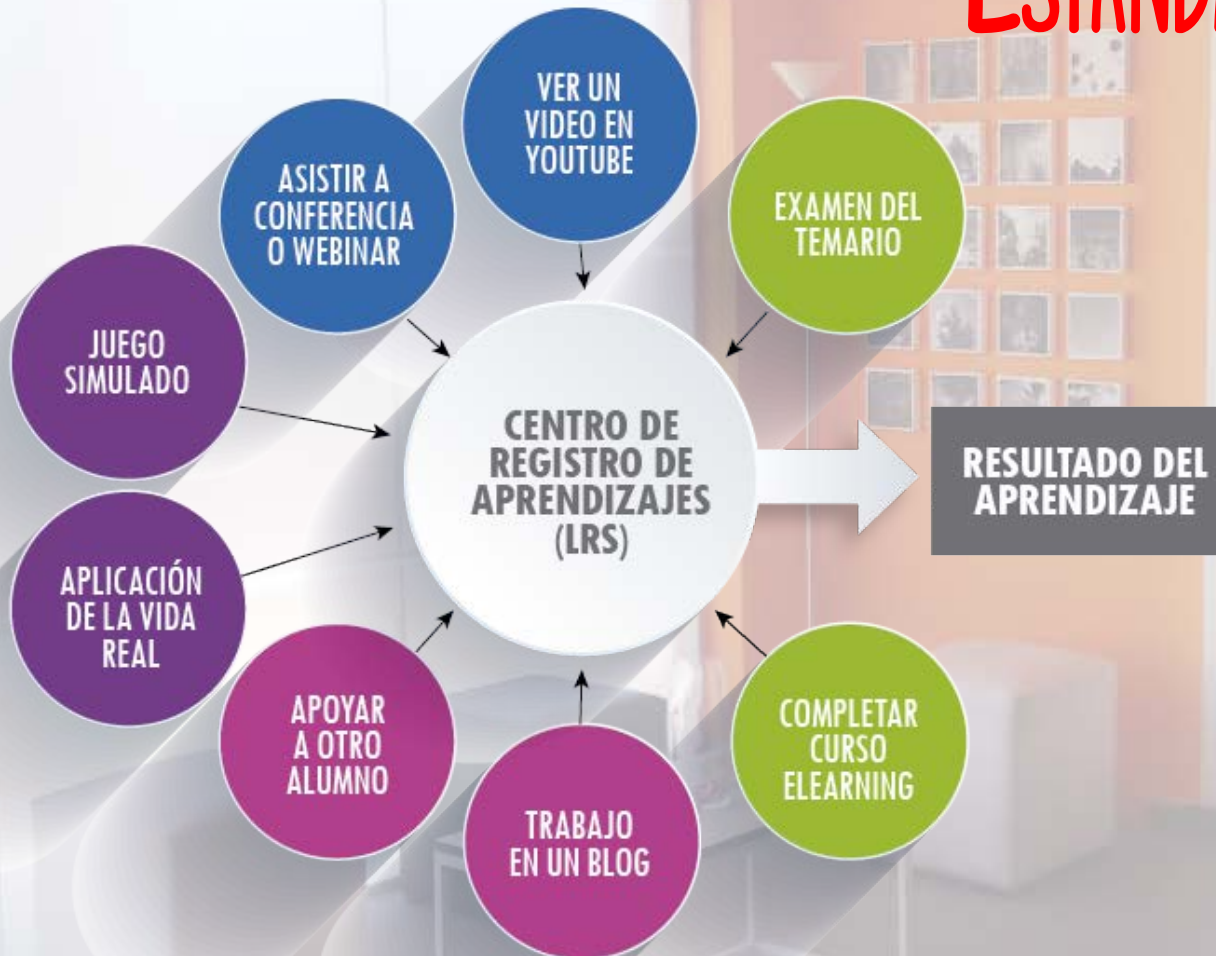 VER UN
VIDEO EN
YOUTUBE
ASISTIR A
CONFERENCIA
O WEBINAR
EXAMEN DEL
TEMARIO
JUEGO
SIMULADO
CENTRO DE
REGISTRO DE
APRENDIZAJES
(LRS)
RESULTADO DEL
APRENDIZAJE
APLICACIÓN
DE LA VIDA
REAL
APOYAR
A OTRO
ALUMNO
TRABAJO
EN UN BLOG
COMPLETAR
CURSO
ELEARNING